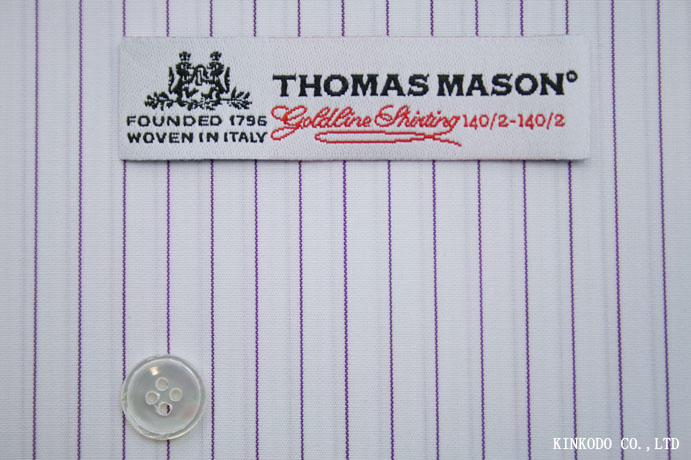 THOMAS MASON®
FOUNDED 1796
WOVEN IN ITALY
Goldline Shirting 140/2-140/2
KINKODO CO.,LTD